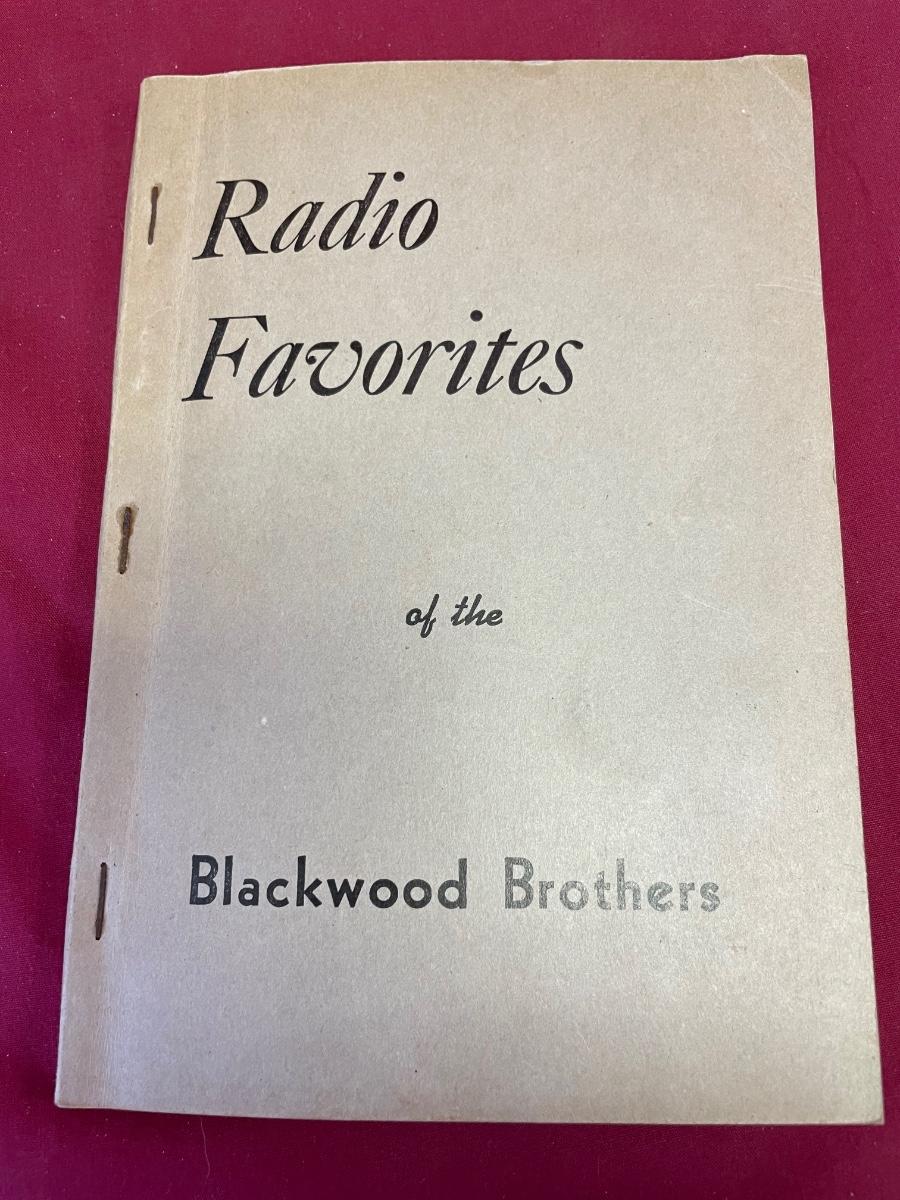 Radio
Favorites
of the
Blackwood Brothers